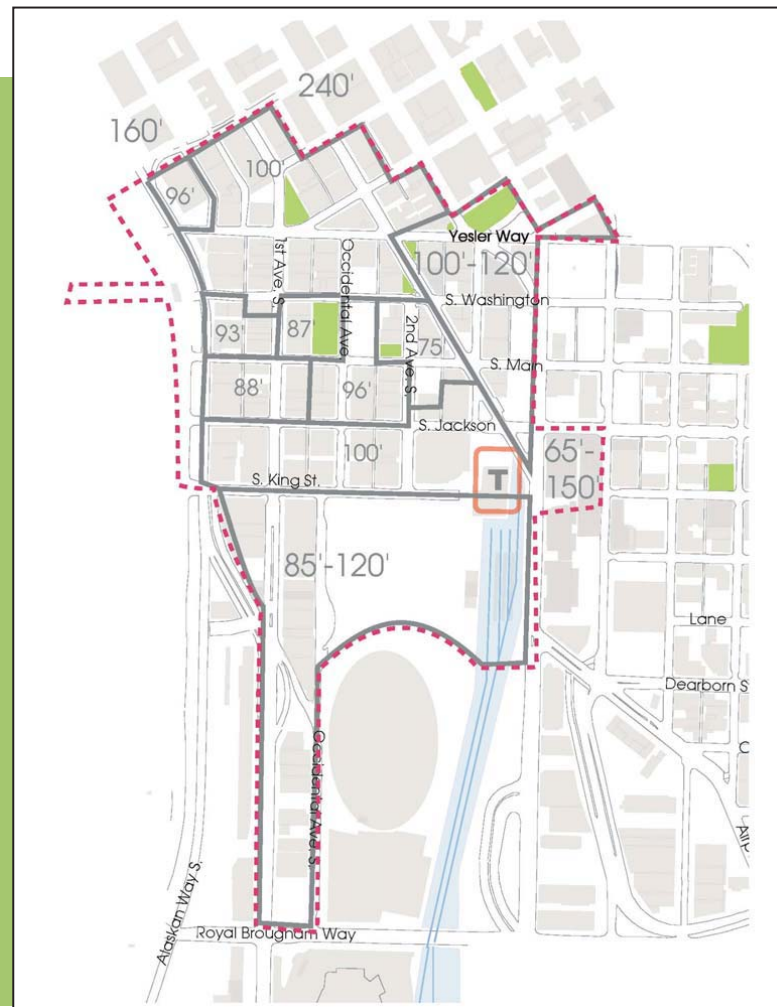 240'
160'
100'
96'
Yesler Way
1st Ave. S.
Occidental Ave.
100'-120'
S. Washington
93'
87'
2nd Ave. S.
75'
S. Main
88'
96'
S. Jackson
100'
65'-
150'
S. King St.
T
85'-120'
Lane
Dearborn S
Occidental Ave. S.
Alaskan Way S.
Royal Brougham Way